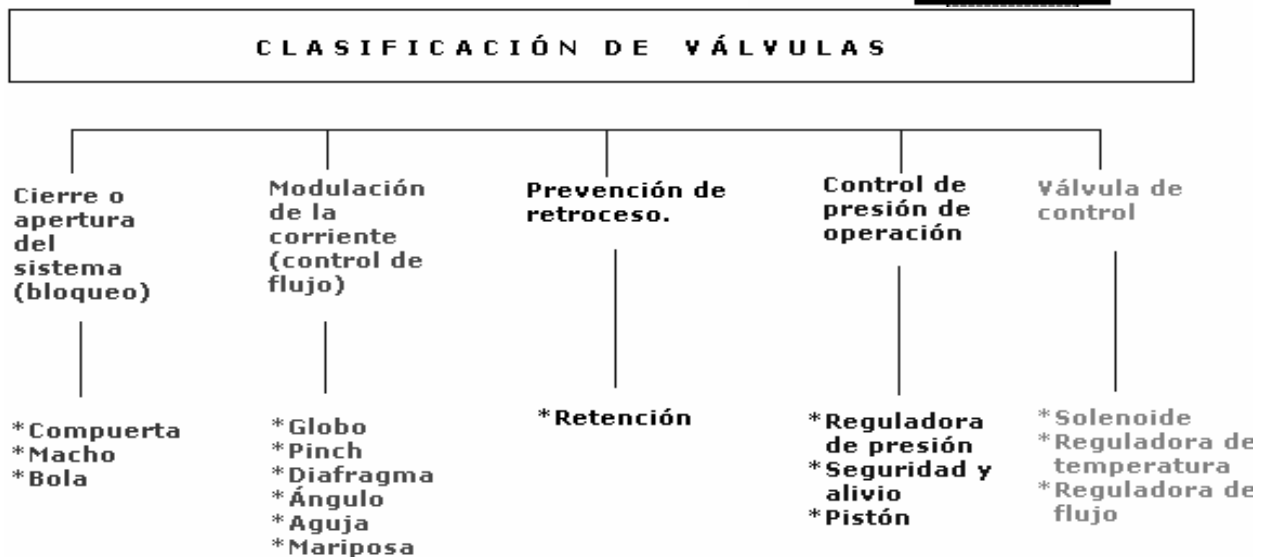 CLASIFICACIÓN DE VÁLVULAS
Cierre o
apertura
del
sistema
(bloqueo)
*Compuerta
*Macho
*Bola
Modulación
de la
corriente
(control de
flujo)
*Globo
*Pinch
*Diafragma
*Ángulo
*Aguja
*Mariposa
Prevención de
retroceso.
*Retención
Control de
presión de
operación
*Reguladora
de presión
*Seguridad y
alivio
*Pistón
Válvula de
control
*Solenoide
*Reguladora de
temperatura
*Reguladora de
flujo